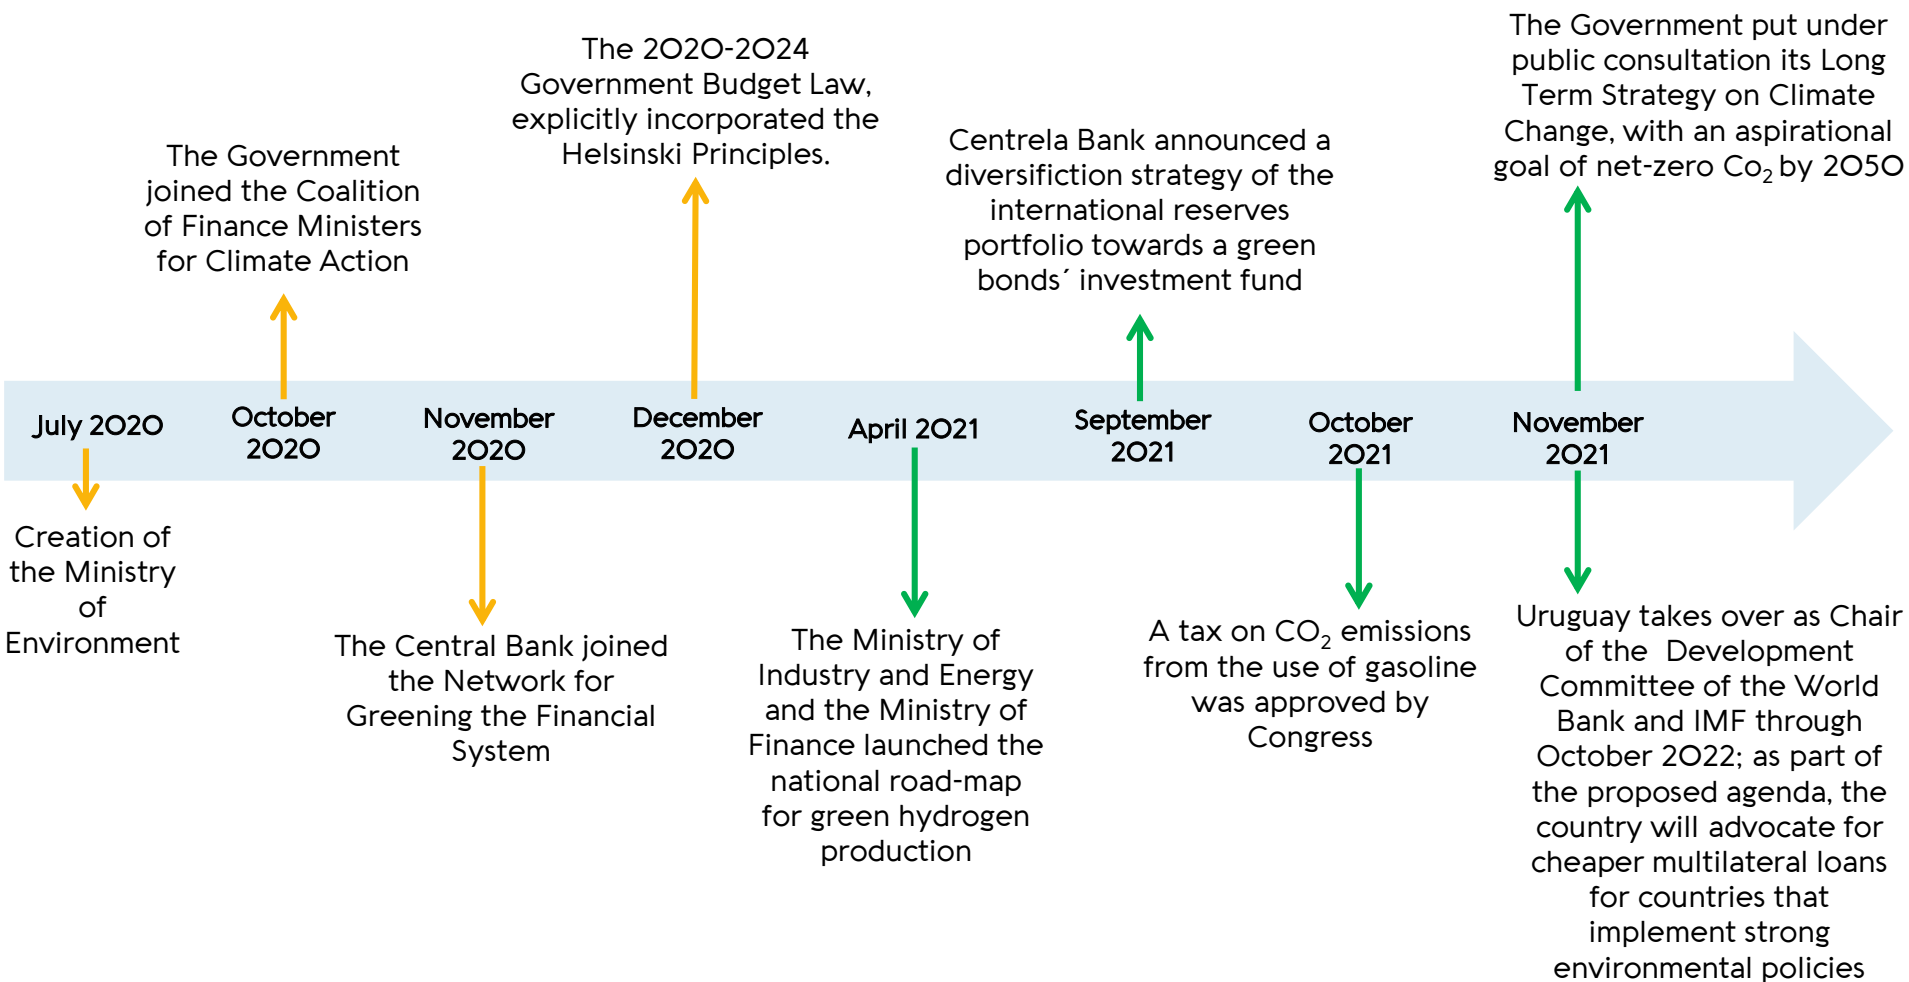 July 2020
Creation of
the Ministry
of
Environment
October
2020
The Government
joined the Coalition
of Finance Ministers
for Climate Action
November
2020
The Central Bank joined
the Network for
Greening the Financial
System
December
2020
The 2020-2024
Government Budget Law,
explicitly incorporated the
Helsinki Principles.
April 2021
The Ministry of
Industry and Energy
and the Ministry of
Finance launched the
national road-map
for green hydrogen
production
September
2021
Centrela Bank announced a
diversifiction strategy of the
international reserves
portfolio towards a green
bonds´ investment fund
October
2021
A tax on CO₂ emissions
from the use of gasoline
was approved by
Congress
November
2021
The Government put under
public consultation its Long
Term Strategy on Climate
Change, with an aspirational
goal of net-zero Co₂ by 2050
Uruguay takes over as Chair
of the Development
Committee of the World
Bank and IMF through
October 2022; as part of
the proposed agenda, the
country will advocate for
cheaper multilateral loans
for countries that
implement strong
environmental policies